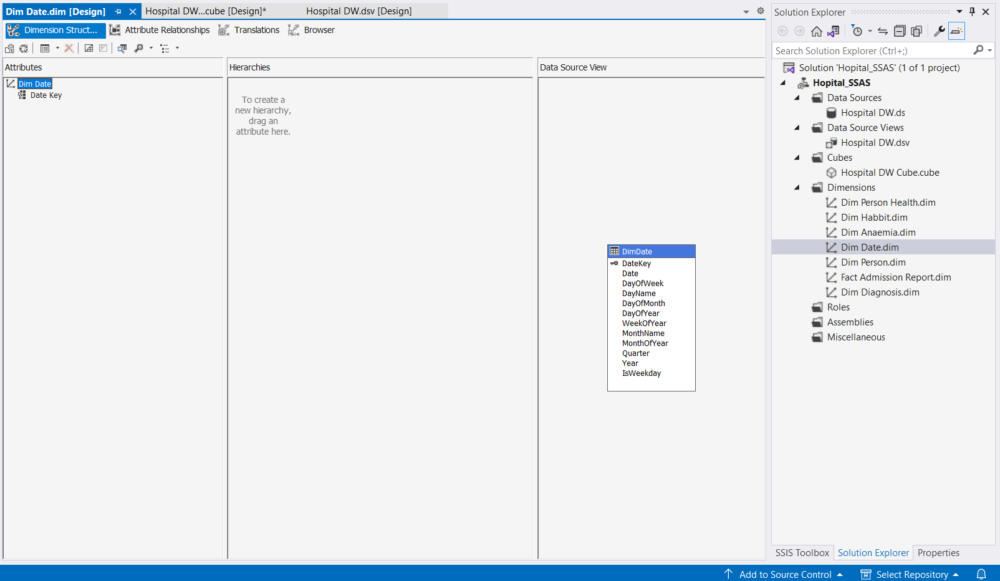 Dim Date.dim [Design]
Hospital DW...cube [Design]*
Hospital DW.dsv [Design]
Dimension Struct...
Attribute Relationships
Translations
Browser
Attributes
Dim Date
Date Key
Hierarchies
To create a
new hierarchy,
drag an
attribute here.
Data Source View
DimDate
DateKey
Date
DayOfWeek
DayName
DayOfMonth
DayOfYear
WeekOfYear
MonthName
MonthOfYear
Quarter
Year
IsWeekday
Solution Explorer
Search Solution Explorer (Ctrl+;)
Solution 'Hopital_SSAS' (1 of 1 project)
Hopital_SSAS
Data Sources
Hospital DW.ds
Data Source Views
Hospital DW.dsv
Cubes
Hospital DW Cube.cube
Dimensions
Dim Person Health.dim
Dim Habbit.dim
Dim Anaemia.dim
Dim Date.dim
Dim Person.dim
Fact Admission Report.dim
Dim Diagnosis.dim
Roles
Assemblies
Miscellaneous
SSIS Toolbox
Solution Explorer
Properties
Add to Source Control
Select Repository